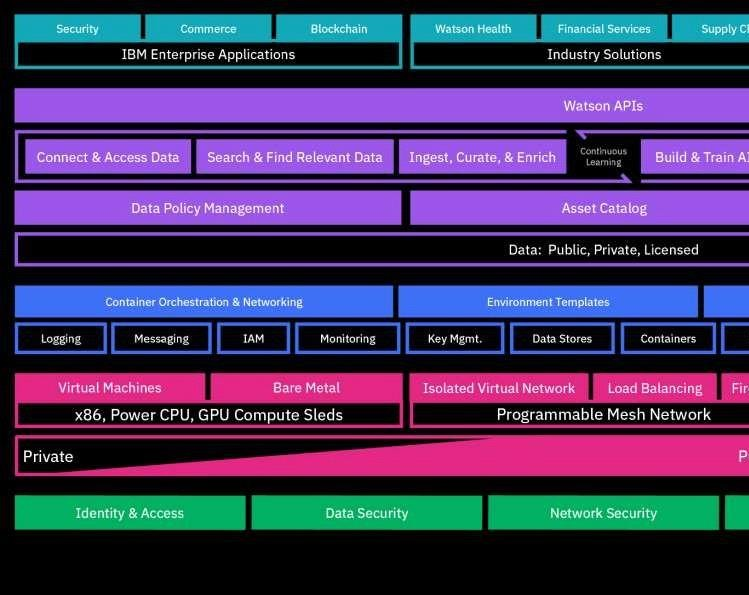 Security Commerce Blockchain Watson Health Financial Services Supply
IBM Enterprise Applications Industry Solutions
Watson APIs
Connect & Access Data Search & Find Relevant Data Ingest, Curate, & Enrich Continuous Learning Build & Train
Data Policy Management Asset Catalog
Data: Public, Private, Licensed
Container Orchestration & Networking Environment Templates
Logging Messaging IAM Monitoring Key Mgmt. Data Stores Containers
Virtual Machines Bare Metal Isolated Virtual Network Load Balancing
x86, Power CPU, GPU Compute Sleds Programmable Mesh Network
Private
Identity & Access Data Security Network Security